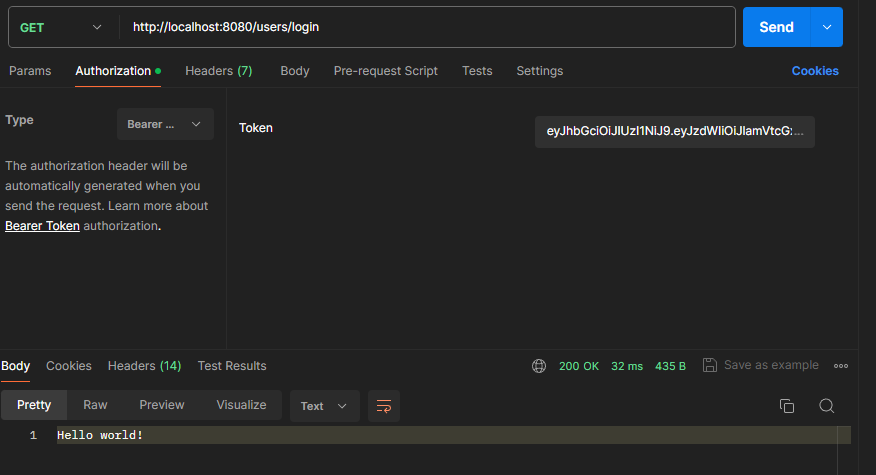 GET http://localhost:8080/users/login Send
Params Authorization Headers (7) Body Pre-request Script Tests Settings Cookies
Type Bearer ...
Token eyJhbGciOiJIUzI1NiJ9.eyJzdWIiOiJlamVtcG:...
The authorization header will be
automatically generated when you
send the request. Learn more about
Bearer Token authorization.
Body Cookies Headers (14) Test Results 200 OK 32 ms 435 B Save as example
Pretty Raw Preview Visualize Text
1 Hello world!